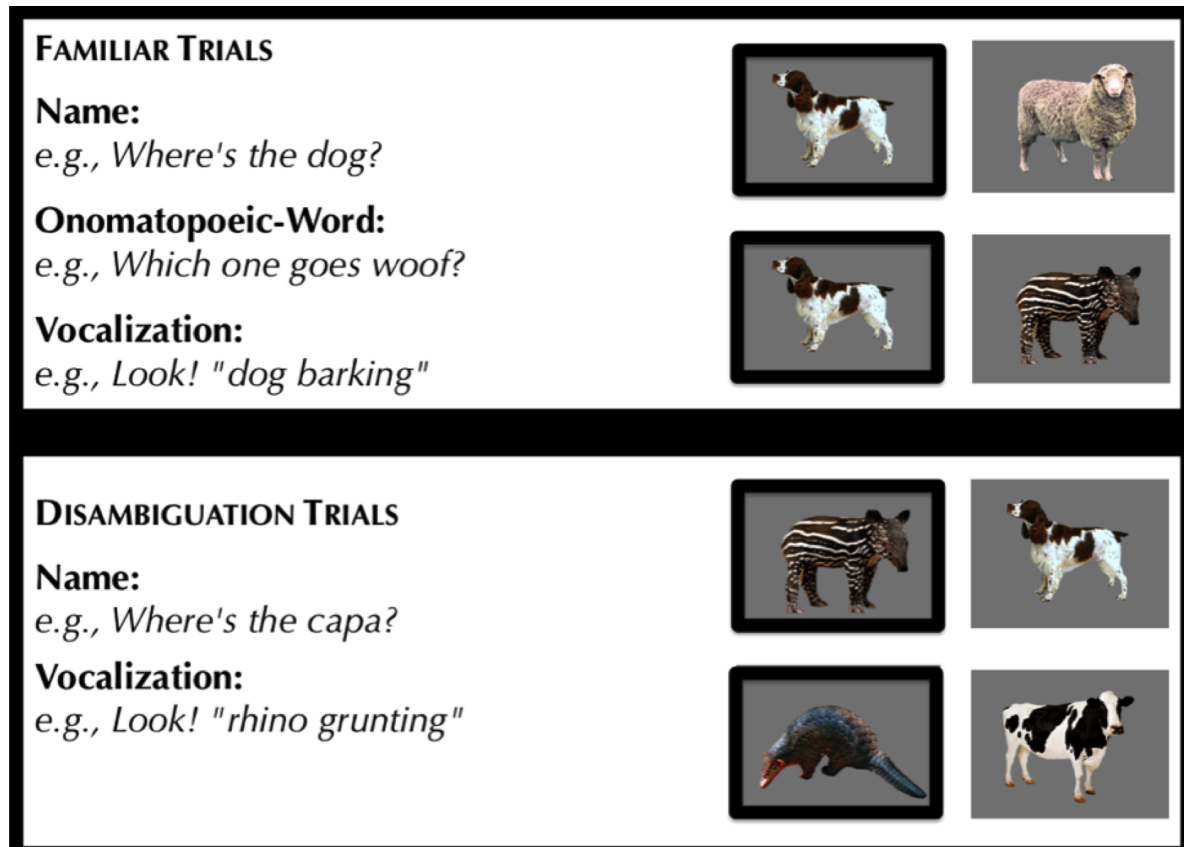 FAMILIAR TRIALS
Name:
e.g., Where's the dog?
Onomatopoeic-Word:
e.g., Which one goes woof?
Vocalization:
e.g., Look! "dog barking"
DISAMBIGUATION TRIALS
Name:
e.g., Where's the capa?
Vocalization:
e.g., Look! "rhino grunting"